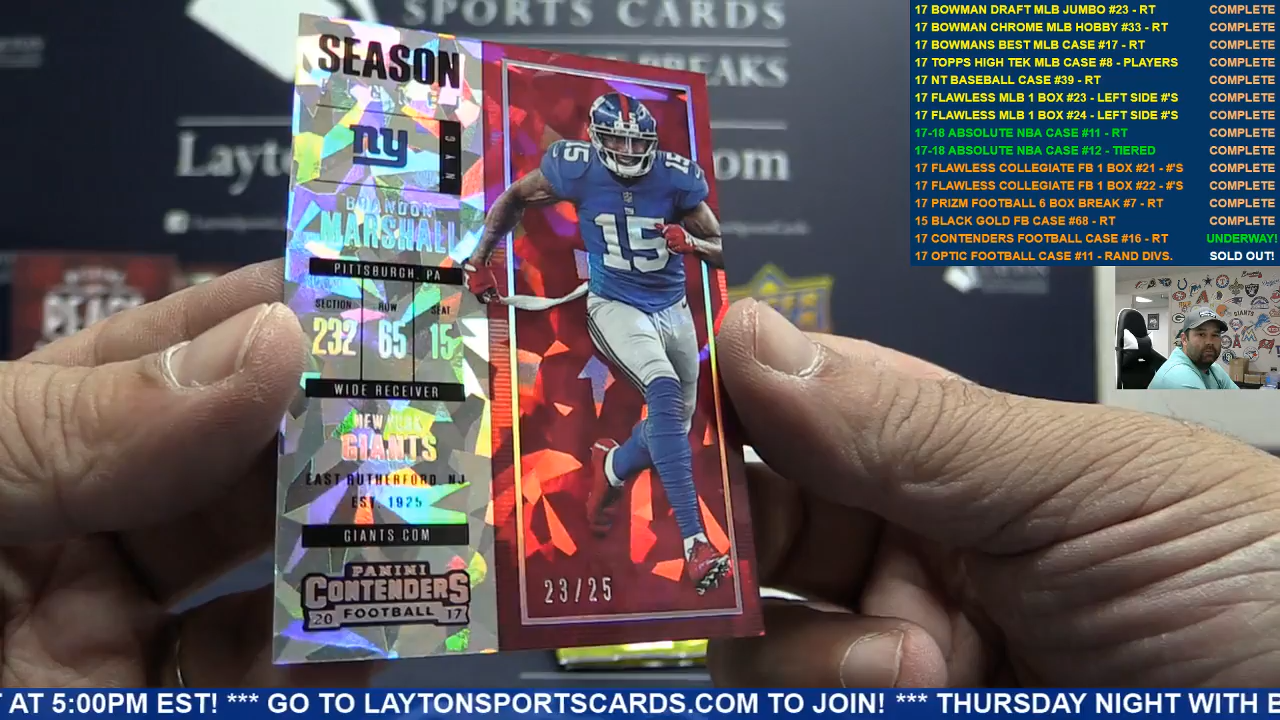 SPORTS CARDS
BREAKS
Layton
.com
SEASON
TICKET
ny
NYC
BRANDON
MARSHALL
PITTSBURGH, PA
SECTION ROW SEAT
232 65 15
WIDE RECEIVER
NEW YORK
GIANTS
EAST RUTHERFORD, NJ
EST. 1925
GIANTS.COM
PANINI
CONTENDERS
20 FOOTBALL 17
15 15
15
23/25
17 BOWMAN DRAFT MLB JUMBO #23 - RT COMPLETE
17 BOWMAN CHROME MLB HOBBY #33 - RT COMPLETE
17 BOWMANS BEST MLB CASE #17 - RT COMPLETE
17 TOPPS HIGH TEK MLB CASE #8 - PLAYERS COMPLETE
17 NT BASEBALL CASE #39 - RT COMPLETE
17 FLAWLESS MLB 1 BOX #23 - LEFT SIDE #'S COMPLETE
17 FLAWLESS MLB 1 BOX #24 - LEFT SIDE #'S COMPLETE
17-18 ABSOLUTE NBA CASE #11 - RT COMPLETE
17-18 ABSOLUTE NBA CASE #12 - TIERED COMPLETE
17 FLAWLESS COLLEGIATE FB 1 BOX #21 - #'S COMPLETE
17 FLAWLESS COLLEGIATE FB 1 BOX #22 - #'S COMPLETE
17 PRIZM FOOTBALL 6 BOX BREAK #7 - RT COMPLETE
15 BLACK GOLD FB CASE #68 - RT COMPLETE
17 CONTENDERS FOOTBALL CASE #16 - RT UNDERWAY!
17 OPTIC FOOTBALL CASE #11 - RAND DIVS. SOLD OUT!
T AT 5:00PM EST! *** GO TO LAYTONSPORTSCARDS.COM TO JOIN! *** THURSDAY NIGHT WITH E